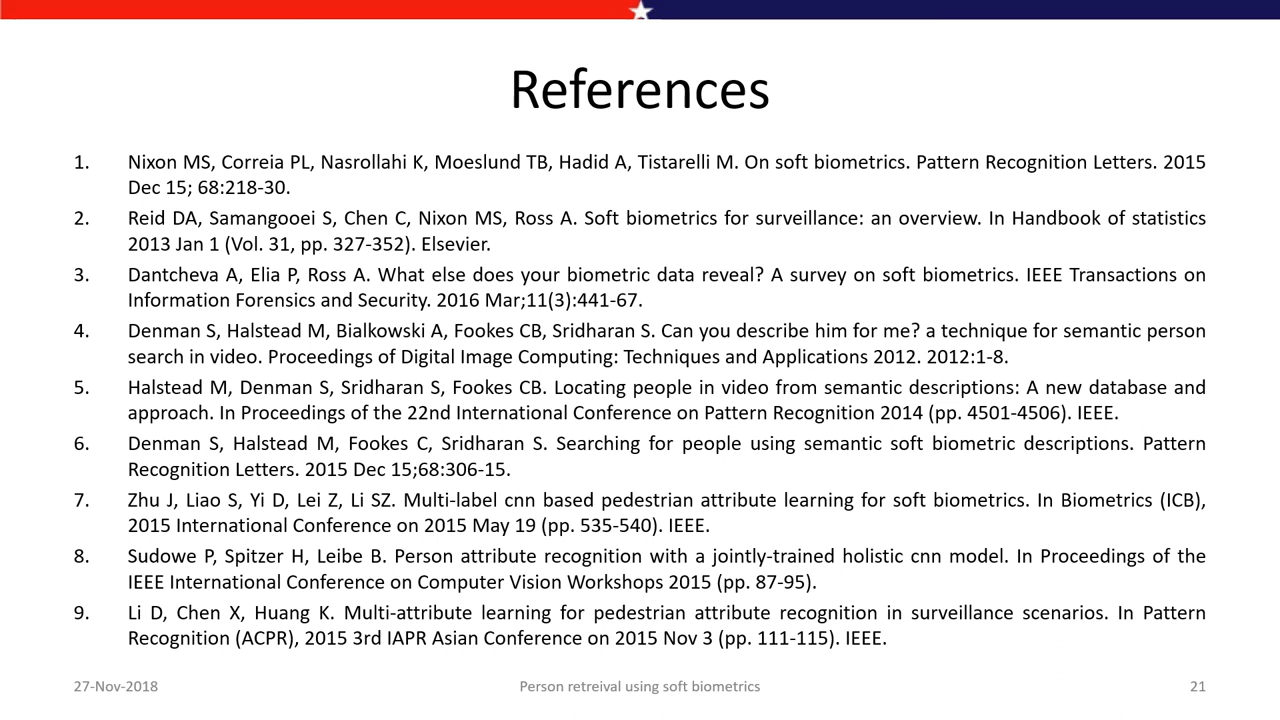 References
1. Nixon MS, Correia PL, Nasrollahi K, Moeslund TB, Hadid A, Tistarelli M. On soft biometrics. Pattern Recognition Letters. 2015
Dec 15; 68:218-30.
2. Reid DA, Samangooei S, Chen C, Nixon MS, Ross A. Soft biometrics for surveillance: an overview. In Handbook of statistics
2013 Jan 1 (Vol. 31, pp. 327-352). Elsevier.
3. Dantcheva A, Elia P, Ross A. What else does your biometric data reveal? A survey on soft biometrics. IEEE Transactions on
Information Forensics and Security. 2016 Mar;11(3):441-67.
4. Denman S, Halstead M, Bialkowski A, Fookes CB, Sridharan S. Can you describe him for me? a technique for semantic person
search in video. Proceedings of Digital Image Computing: Techniques and Applications 2012. 2012:1-8.
5. Halstead M, Denman S, Sridharan S, Fookes CB. Locating people in video from semantic descriptions: A new database and
approach. In Proceedings of the 22nd International Conference on Pattern Recognition 2014 (pp. 4501-4506). IEEE.
6. Denman S, Halstead M, Fookes C, Sridharan S. Searching for people using semantic soft biometric descriptions. Pattern
Recognition Letters. 2015 Dec 15;68:306-15.
7. Zhu J, Liao S, Yi D, Lei Z, Li SZ. Multi-label cnn based pedestrian attribute learning for soft biometrics. In Biometrics (ICB),
2015 International Conference on 2015 May 19 (pp. 535-540). IEEE.
8. Sudowe P, Spitzer H, Leibe B. Person attribute recognition with a jointly-trained holistic cnn model. In Proceedings of the
IEEE International Conference on Computer Vision Workshops 2015 (pp. 87-95).
9. Li D, Chen X, Huang K. Multi-attribute learning for pedestrian attribute recognition in surveillance scenarios. In Pattern
Recognition (ACPR), 2015 3rd IAPR Asian Conference on 2015 Nov 3 (pp. 111-115). IEEE.
27-Nov-2018 Person retreival using soft biometrics 21